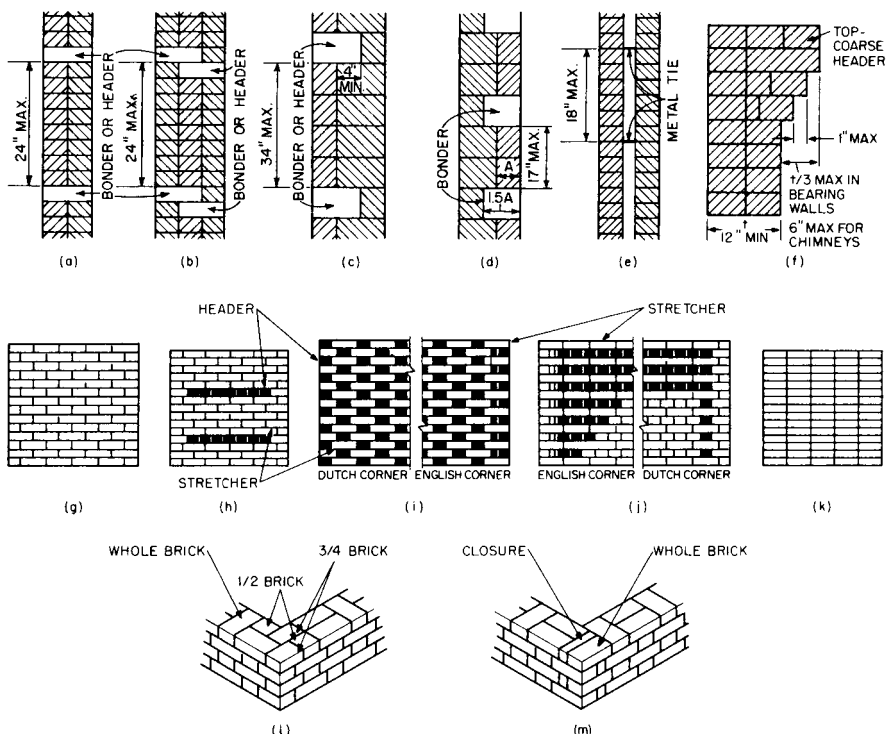 24" MAX.
BONDER OR HEADER
24" MAX.
BONDER OR HEADER
BONDER OR HEADER
34" MAX.
4"
MIN.
BONDER
A
1.5A
17" MAX.
18" MAX.
METAL TIE
TOP-
COARSE
HEADER
1" MAX
t/3 MAX IN
BEARING
WALLS
6" MAX FOR
CHIMNEYS
t
12" MIN
(a)
(b)
(c)
(d)
(e)
(f)
HEADER
STRETCHER
STRETCHER
DUTCH CORNER
ENGLISH CORNER
ENGLISH CORNER
DUTCH CORNER
(g)
(h)
(i)
(j)
(k)
WHOLE BRICK
1/2 BRICK
3/4 BRICK
CLOSURE
WHOLE BRICK
(l)
(m)